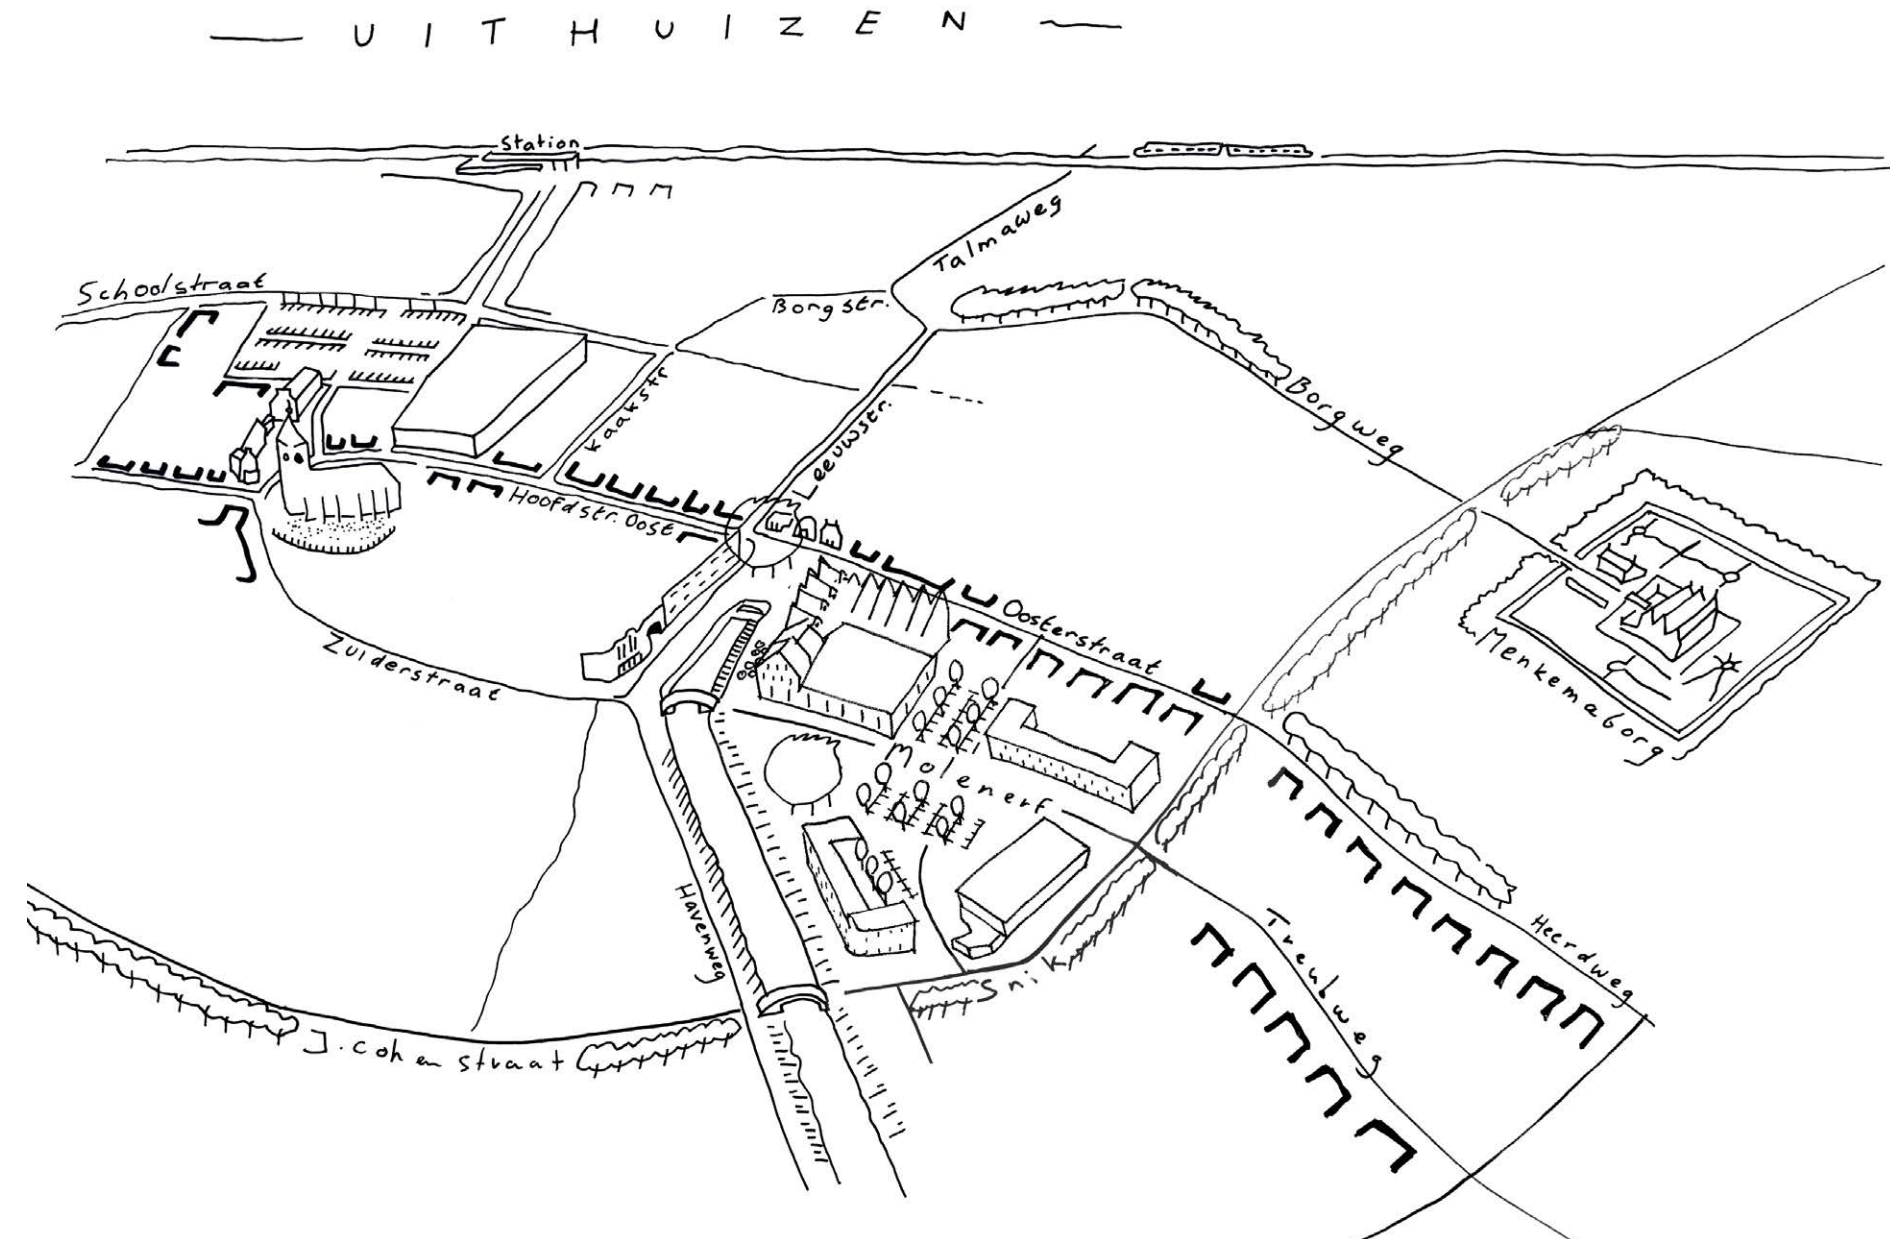 UITHUIZEN
Station
Talmaweg
Schoolstraat
Borgstr.
Kaakstr
Leeuwstr.
Borgweg
Hoofdstr. Oost
Oosterstraat
Zuiderstraat
Menkemaborg
Molenerf
Havenweg
Treubweg
Heerdweg
Snik
J. Cohen straat